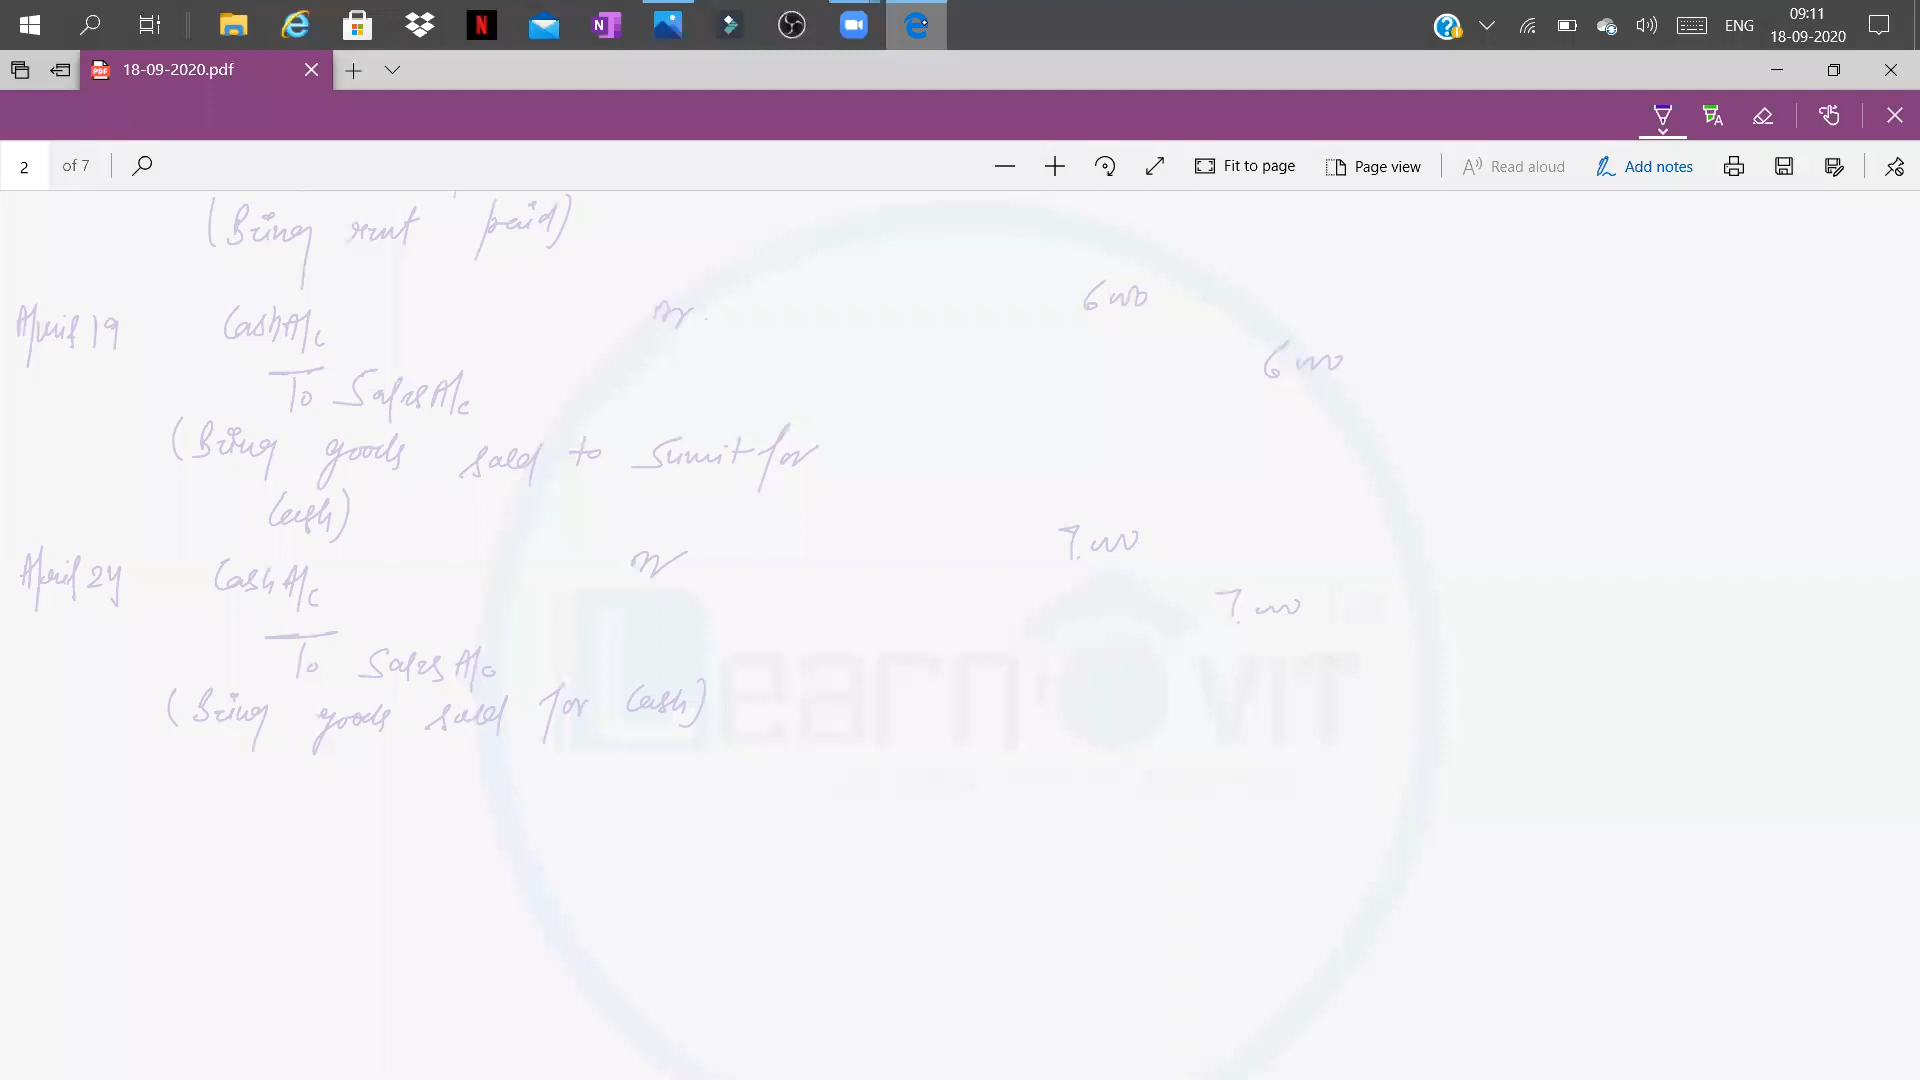 09:11
ENG
18-09-2020
18-09-2020.pdf
2 of 7
Fit to page
Page view
Read aloud
Add notes
(Being rent paid)
April 19 Cash A/c Dr. 6000
To Sales A/c 6000
(Being goods sold to Sumit for
Cash)
April 24 Cash A/c Dr 7000
To Sales A/c 7000
(Being goods sold for Cash)
Learn VIT